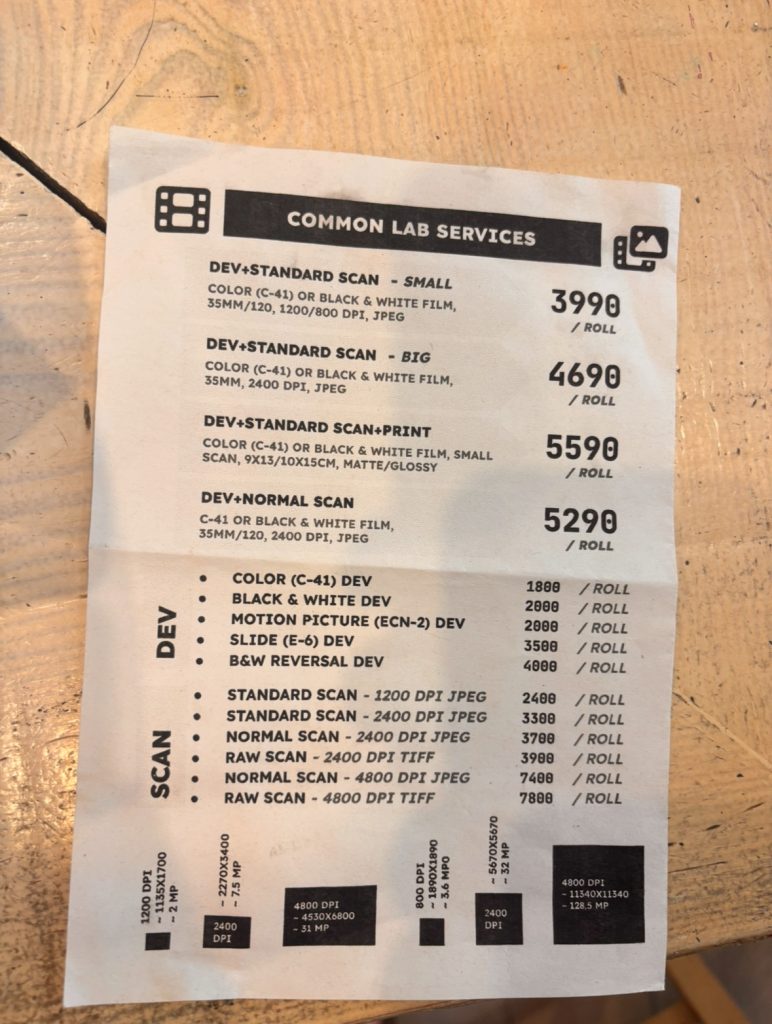 COMMON LAB SERVICES
DEV+STANDARD SCAN - SMALL
COLOR (C-41) OR BLACK & WHITE FILM,
35MM/120, 1200/800 DPI, JPEG
3990
/ ROLL
DEV+STANDARD SCAN - BIG
COLOR (C-41) OR BLACK & WHITE FILM,
35MM, 2400 DPI, JPEG
4690
/ ROLL
DEV+STANDARD SCAN+PRINT
COLOR (C-41) OR BLACK & WHITE FILM, SMALL
SCAN, 9X13/10X15CM, MATTE/GLOSSY
5590
/ ROLL
DEV+NORMAL SCAN
C-41 OR BLACK & WHITE FILM,
35MM/120, 2400 DPI, JPEG
5290
/ ROLL
DEV
• COLOR (C-41) DEV 1800 / ROLL
• BLACK & WHITE DEV 2000 / ROLL
• MOTION PICTURE (ECN-2) DEV 2000 / ROLL
• SLIDE (E-6) DEV 3500 / ROLL
• B&W REVERSAL DEV 4000 / ROLL
SCAN
• STANDARD SCAN - 1200 DPI JPEG 2400 / ROLL
• STANDARD SCAN - 2400 DPI JPEG 3300 / ROLL
• NORMAL SCAN - 2400 DPI JPEG 3700 / ROLL
• RAW SCAN - 2400 DPI TIFF 3900 / ROLL
• NORMAL SCAN - 4800 DPI JPEG 7400 / ROLL
• RAW SCAN - 4800 DPI TIFF 7800 / ROLL
1200 DPI
~ 1135X1700
~ 2 MP
~ 2270X3400
~ 7.5 MP
2400
DPI
4800 DPI
~ 4530X6800
~ 31 MP
800 DPI
~ 1890X1890
~ 3.6 MP0
~ 5670X5670
~ 32 MP
2400
DPI
4800 DPI
~ 11340X11340
~ 128.5 MP